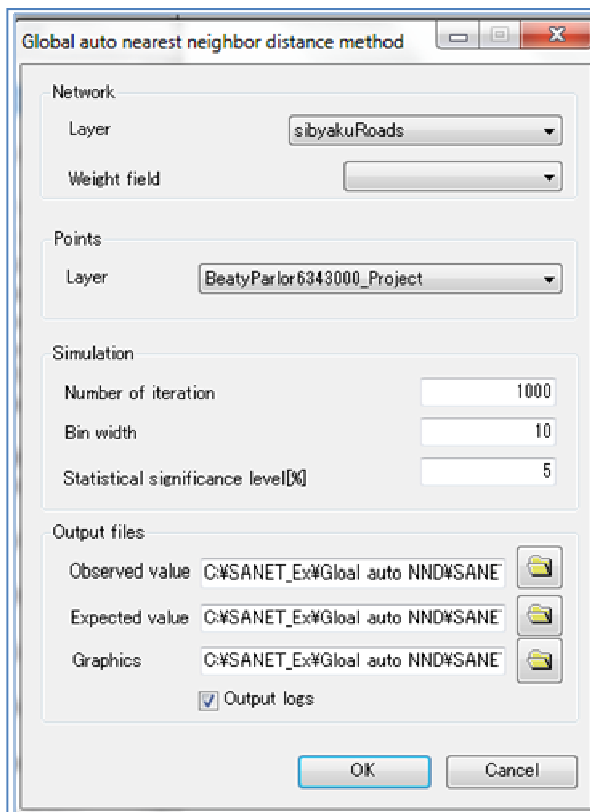 Global auto nearest neighbor distance method
Network
Layer sibyakuRoads
Weight field
Points
Layer BeatyParlor6343000_Project
Simulation
Number of iteration 1000
Bin width 10
Statistical significance level[%] 5
Output files
Observed value C:¥SANET_Ex¥Gloal auto NND¥SANE
Expected value C:¥SANET_Ex¥Gloal auto NND¥SANE
Graphics C:¥SANET_Ex¥Gloal auto NND¥SANE
Output logs
OK Cancel